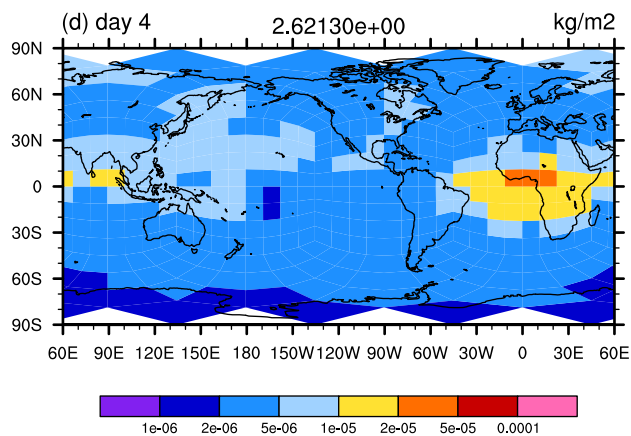 (d) day 4 2.62130e+00 kg/m2
90N
60N
30N
0
30S
60S
90S
60E 90E 120E 150E 180 150W 120W 90W 60W 30W 0 30E 60E
1e-06 2e-06 5e-06 1e-05 2e-05 5e-05 0.0001